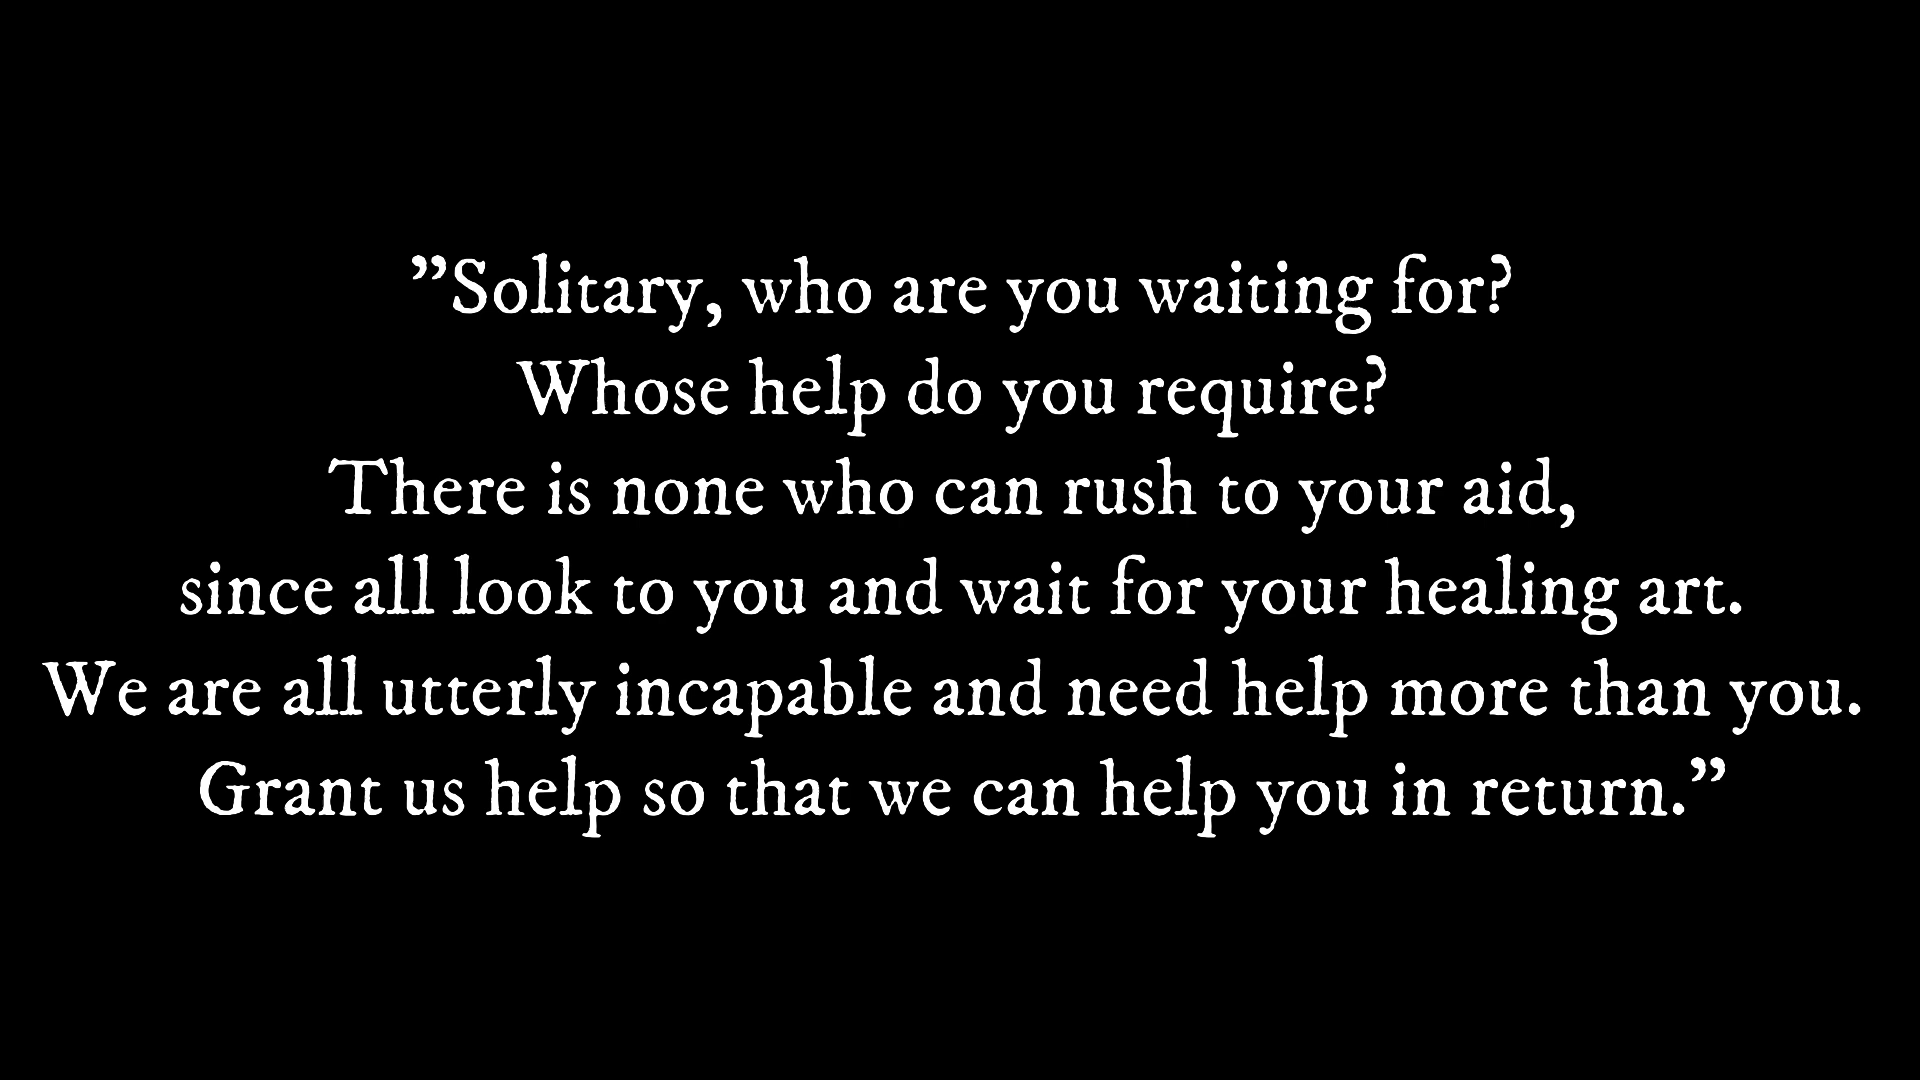 ”Solitary, who are you waiting for?
Whose help do you require?
There is none who can rush to your aid,
since all look to you and wait for your healing art.
We are all utterly incapable and need help more than you.
Grant us help so that we can help you in return.”